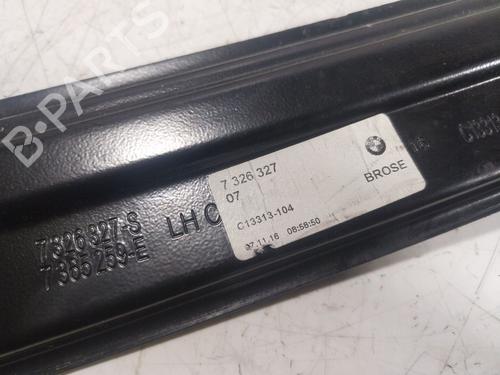 B-PARTS
7 326 327
07
C13313-104
07.11.16 08:58:50
BROSE
LH C
7 326 327-S
7 355 259-E